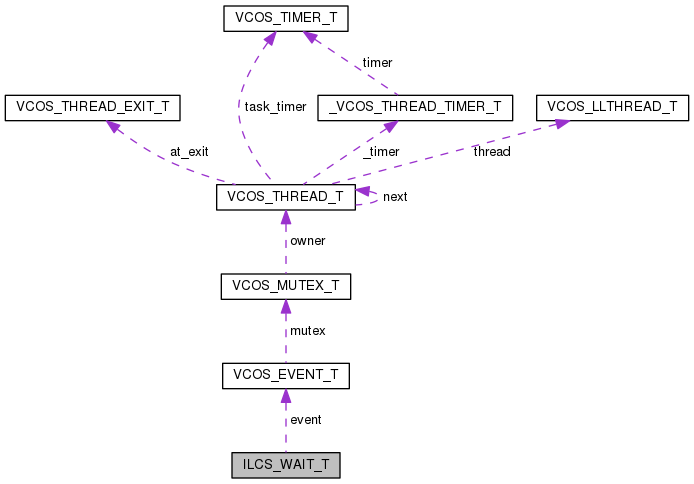 VCOS_TIMER_T
timer
VCOS_THREAD_EXIT_T
task_timer
_VCOS_THREAD_TIMER_T
VCOS_LLTHREAD_T
at_exit
_timer
thread
VCOS_THREAD_T
next
owner
VCOS_MUTEX_T
mutex
VCOS_EVENT_T
event
ILCS_WAIT_T